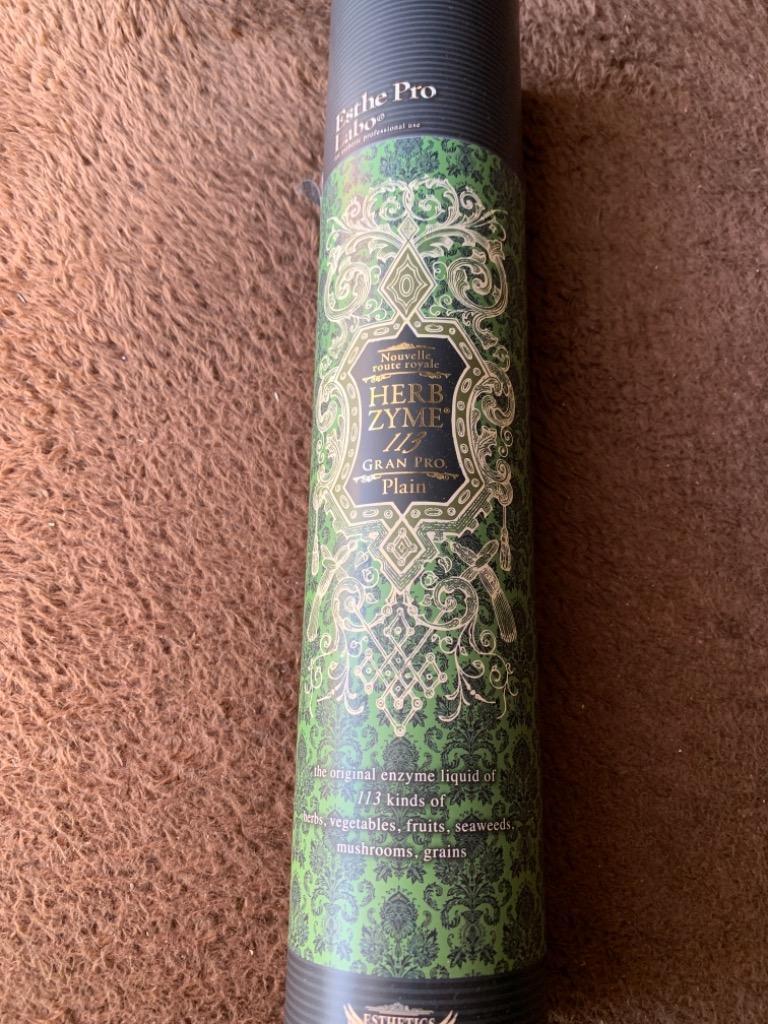 Esthe Pro
Labo®
professional use
Nouvelle
route royale
HERB
ZYME®
113
GRAN PRO.
Plain
the original enzyme liquid of
113 kinds of
herbs, vegetables, fruits, seaweeds,
mushrooms, grains
ESTHETICS